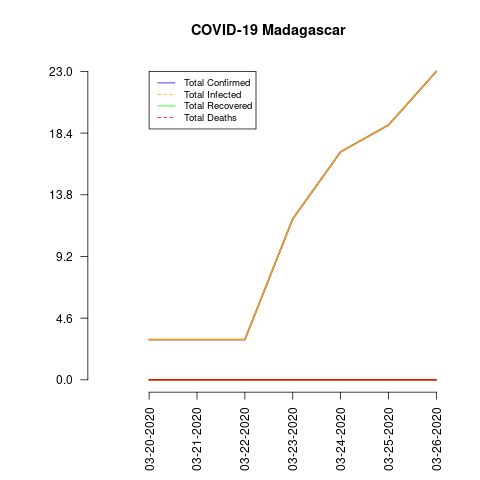 COVID-19 Madagascar
23.0
18.4
13.8
9.2
4.6
0.0
Total Confirmed
Total Infected
Total Recovered
Total Deaths
03-20-2020
03-21-2020
03-22-2020
03-23-2020
03-24-2020
03-25-2020
03-26-2020